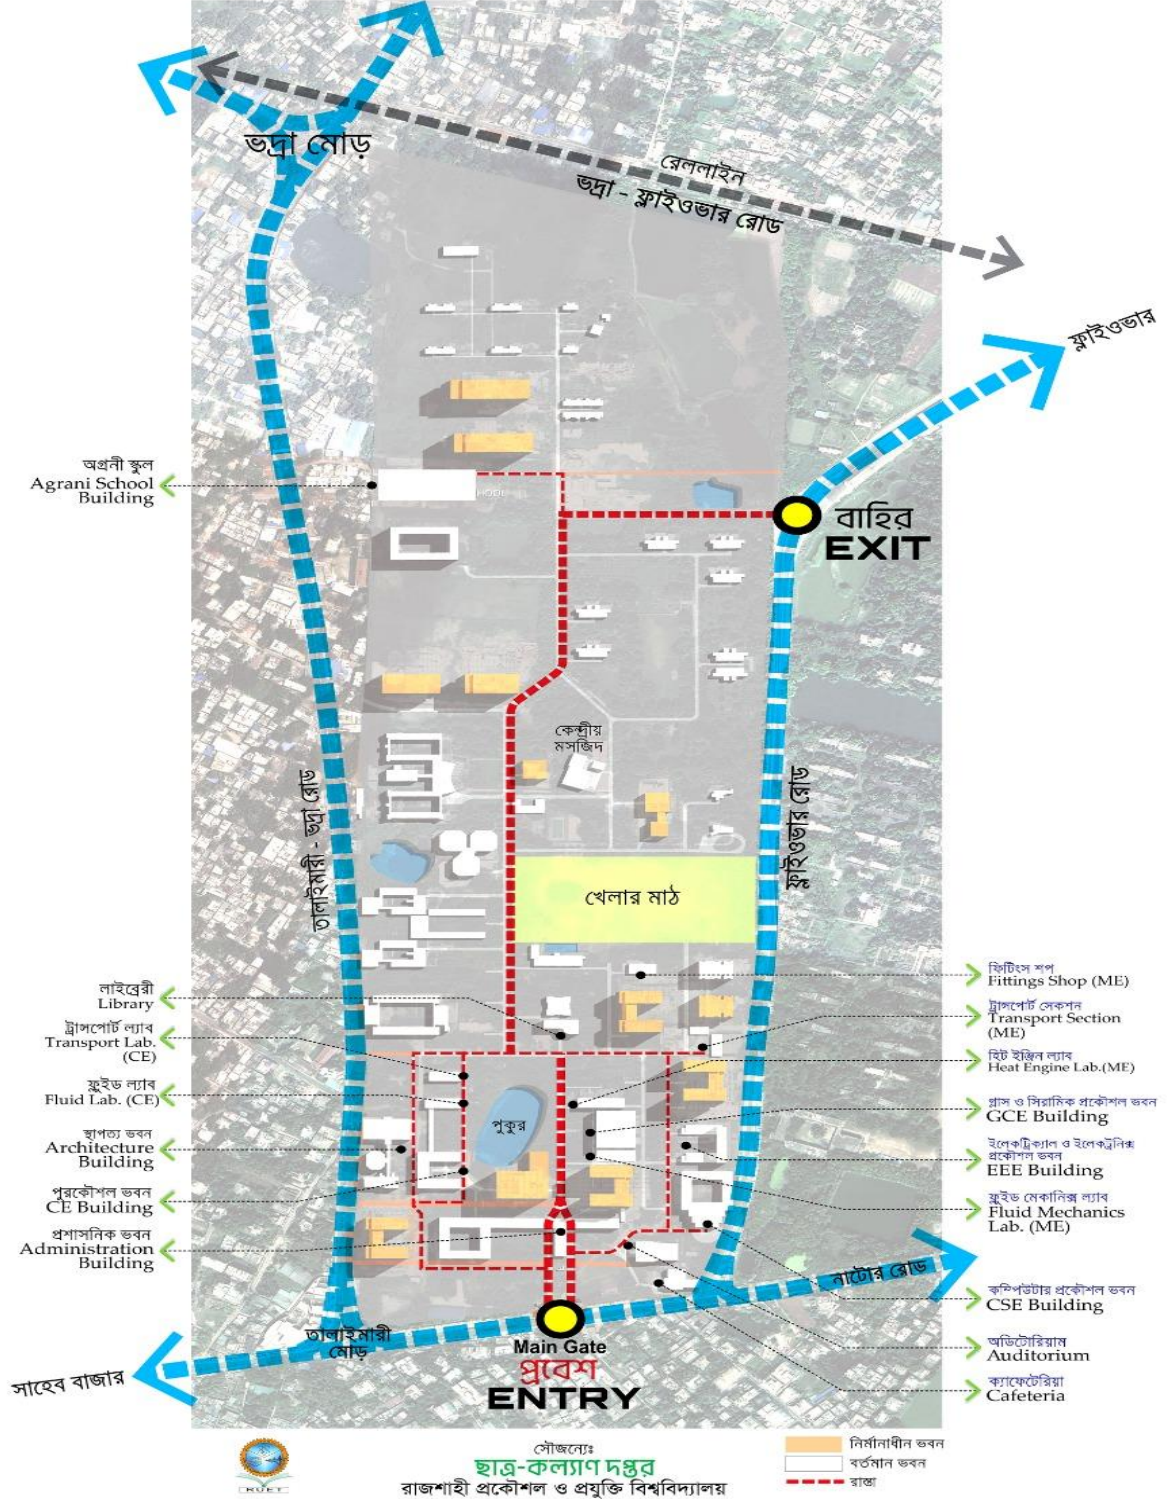 ভদ্রা মোড়
রেললাইন
ভদ্রা - ফ্লাইওভার রোড
ফ্লাইওভার
অগ্রনী স্কুল
Agrani School
Building
বাহির
EXIT
কেন্দ্রীয়
মসজিদ
তালাইমারী - ভদ্রা রোড
ফ্লাইওভার রোড
খেলার মাঠ
লাইব্রেরী
Library
ট্রান্সপোর্ট ল্যাব
Transport Lab.
(CE)
ফ্লুইড ল্যাব
Fluid Lab. (CE)
স্থাপত্য ভবন
Architecture
Building
পুরকৌশল ভবন
CE Building
প্রশাসনিক ভবন
Administration
Building
পুকুর
ফিটিংস শপ
Fittings Shop (ME)
ট্রান্সপোর্ট সেকশন
Transport Section
(ME)
হিট ইঞ্জিন ল্যাব
Heat Engine Lab.(ME)
গ্লাস ও সিরামিক প্রকৌশল ভবন
GCE Building
ইলেকট্রিক্যাল ও ইলেকট্রনিক্স
প্রকৌশল ভবন
EEE Building
ফ্লুইড মেকানিক্স ল্যাব
Fluid Mechanics
Lab. (ME)
কম্পিউটার প্রকৌশল ভবন
CSE Building
অডিটোরিয়াম
Auditorium
ক্যাফেটেরিয়া
Cafeteria
নাটোর রোড
তালাইমারী
মোড়
সাহেব বাজার
Main Gate
প্রবেশ
ENTRY
RUET
সৌজন্যেঃ
ছাত্র-কল্যাণ দপ্তর
রাজশাহী প্রকৌশল ও প্রযুক্তি বিশ্ববিদ্যালয়
নির্মানাধীন ভবন
বর্তমান ভবন
রাস্তা